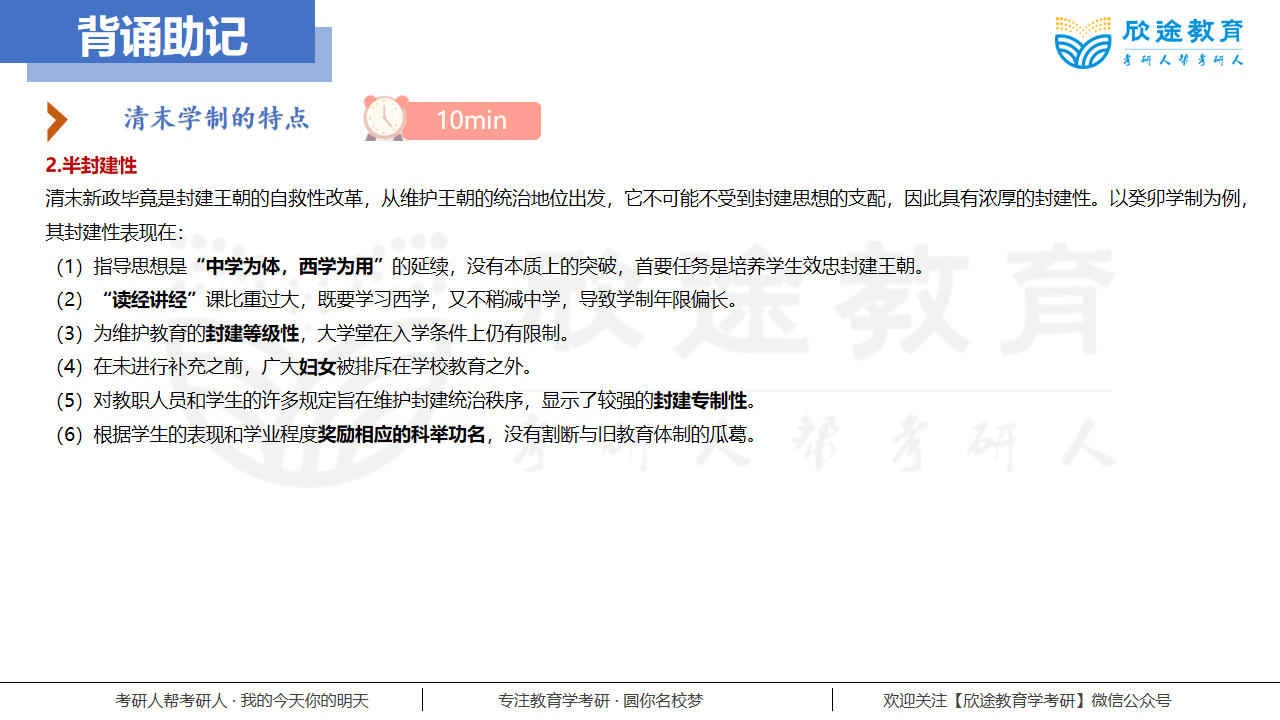 背诵助记
欣途教育
考研人帮考研人
清末学制的特点
10min
2.半封建性
清末新政毕竟是封建王朝的自救性改革，从维护王朝的统治地位出发，它不可能不受到封建思想的支配，因此具有浓厚的封建性。以癸卯学制为例，
其封建性表现在：
（1）指导思想是“中学为体，西学为用”的延续，没有本质上的突破，首要任务是培养学生效忠封建王朝。
（2）“读经讲经”课比重过大，既要学习西学，又不稍减中学，导致学制年限偏长。
（3）为维护教育的封建等级性，大学堂在入学条件上仍有限制。
（4）在未进行补充之前，广大妇女被排斥在学校教育之外。
（5）对教职人员和学生的许多规定旨在维护封建统治秩序，显示了较强的封建专制性。
（6）根据学生的表现和学业程度奖励相应的科举功名，没有割断与旧教育体制的瓜葛。
欣途教育
考研人帮考研人
考研人帮考研人 · 我的今天你的明天
专注教育学考研 · 圆你名校梦
欢迎关注【欣途教育学考研】微信公众号